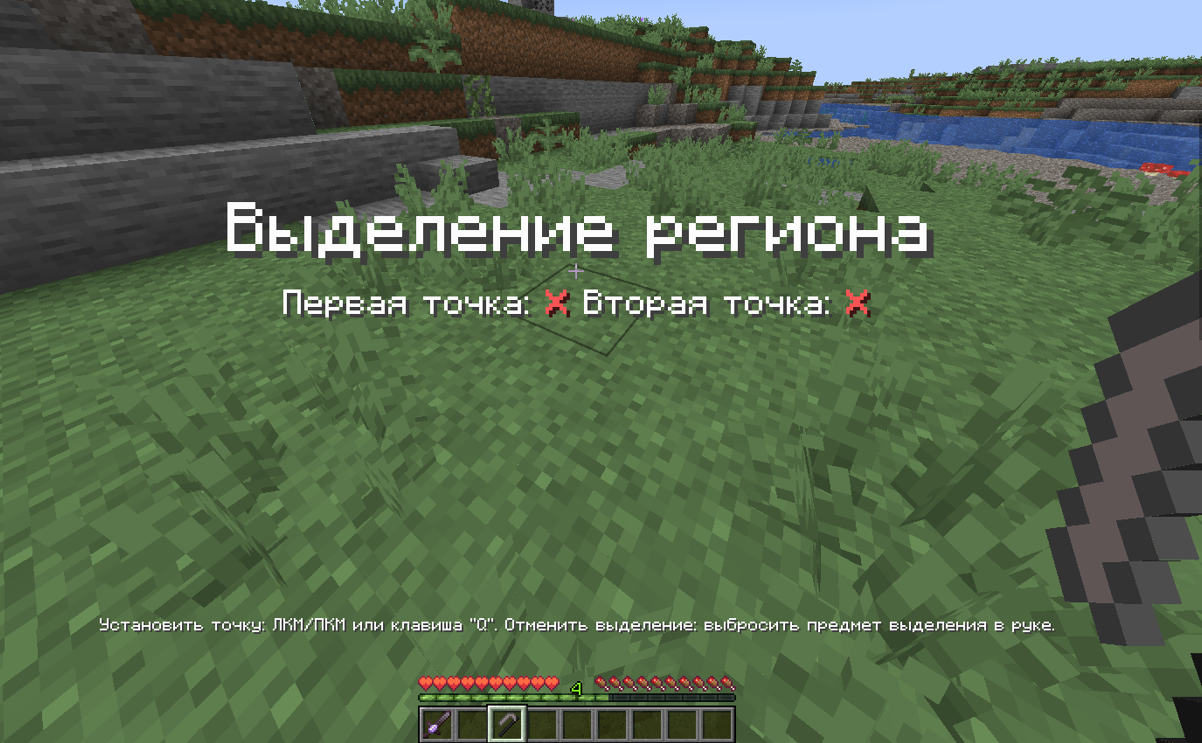 Выделение региона
Первая точка: ❌ Вторая точка: ❌
Установить точку: ЛКМ/ПКМ или клавиша "Q". Отменить выделение: выбросить предмет выделения в руке.
4